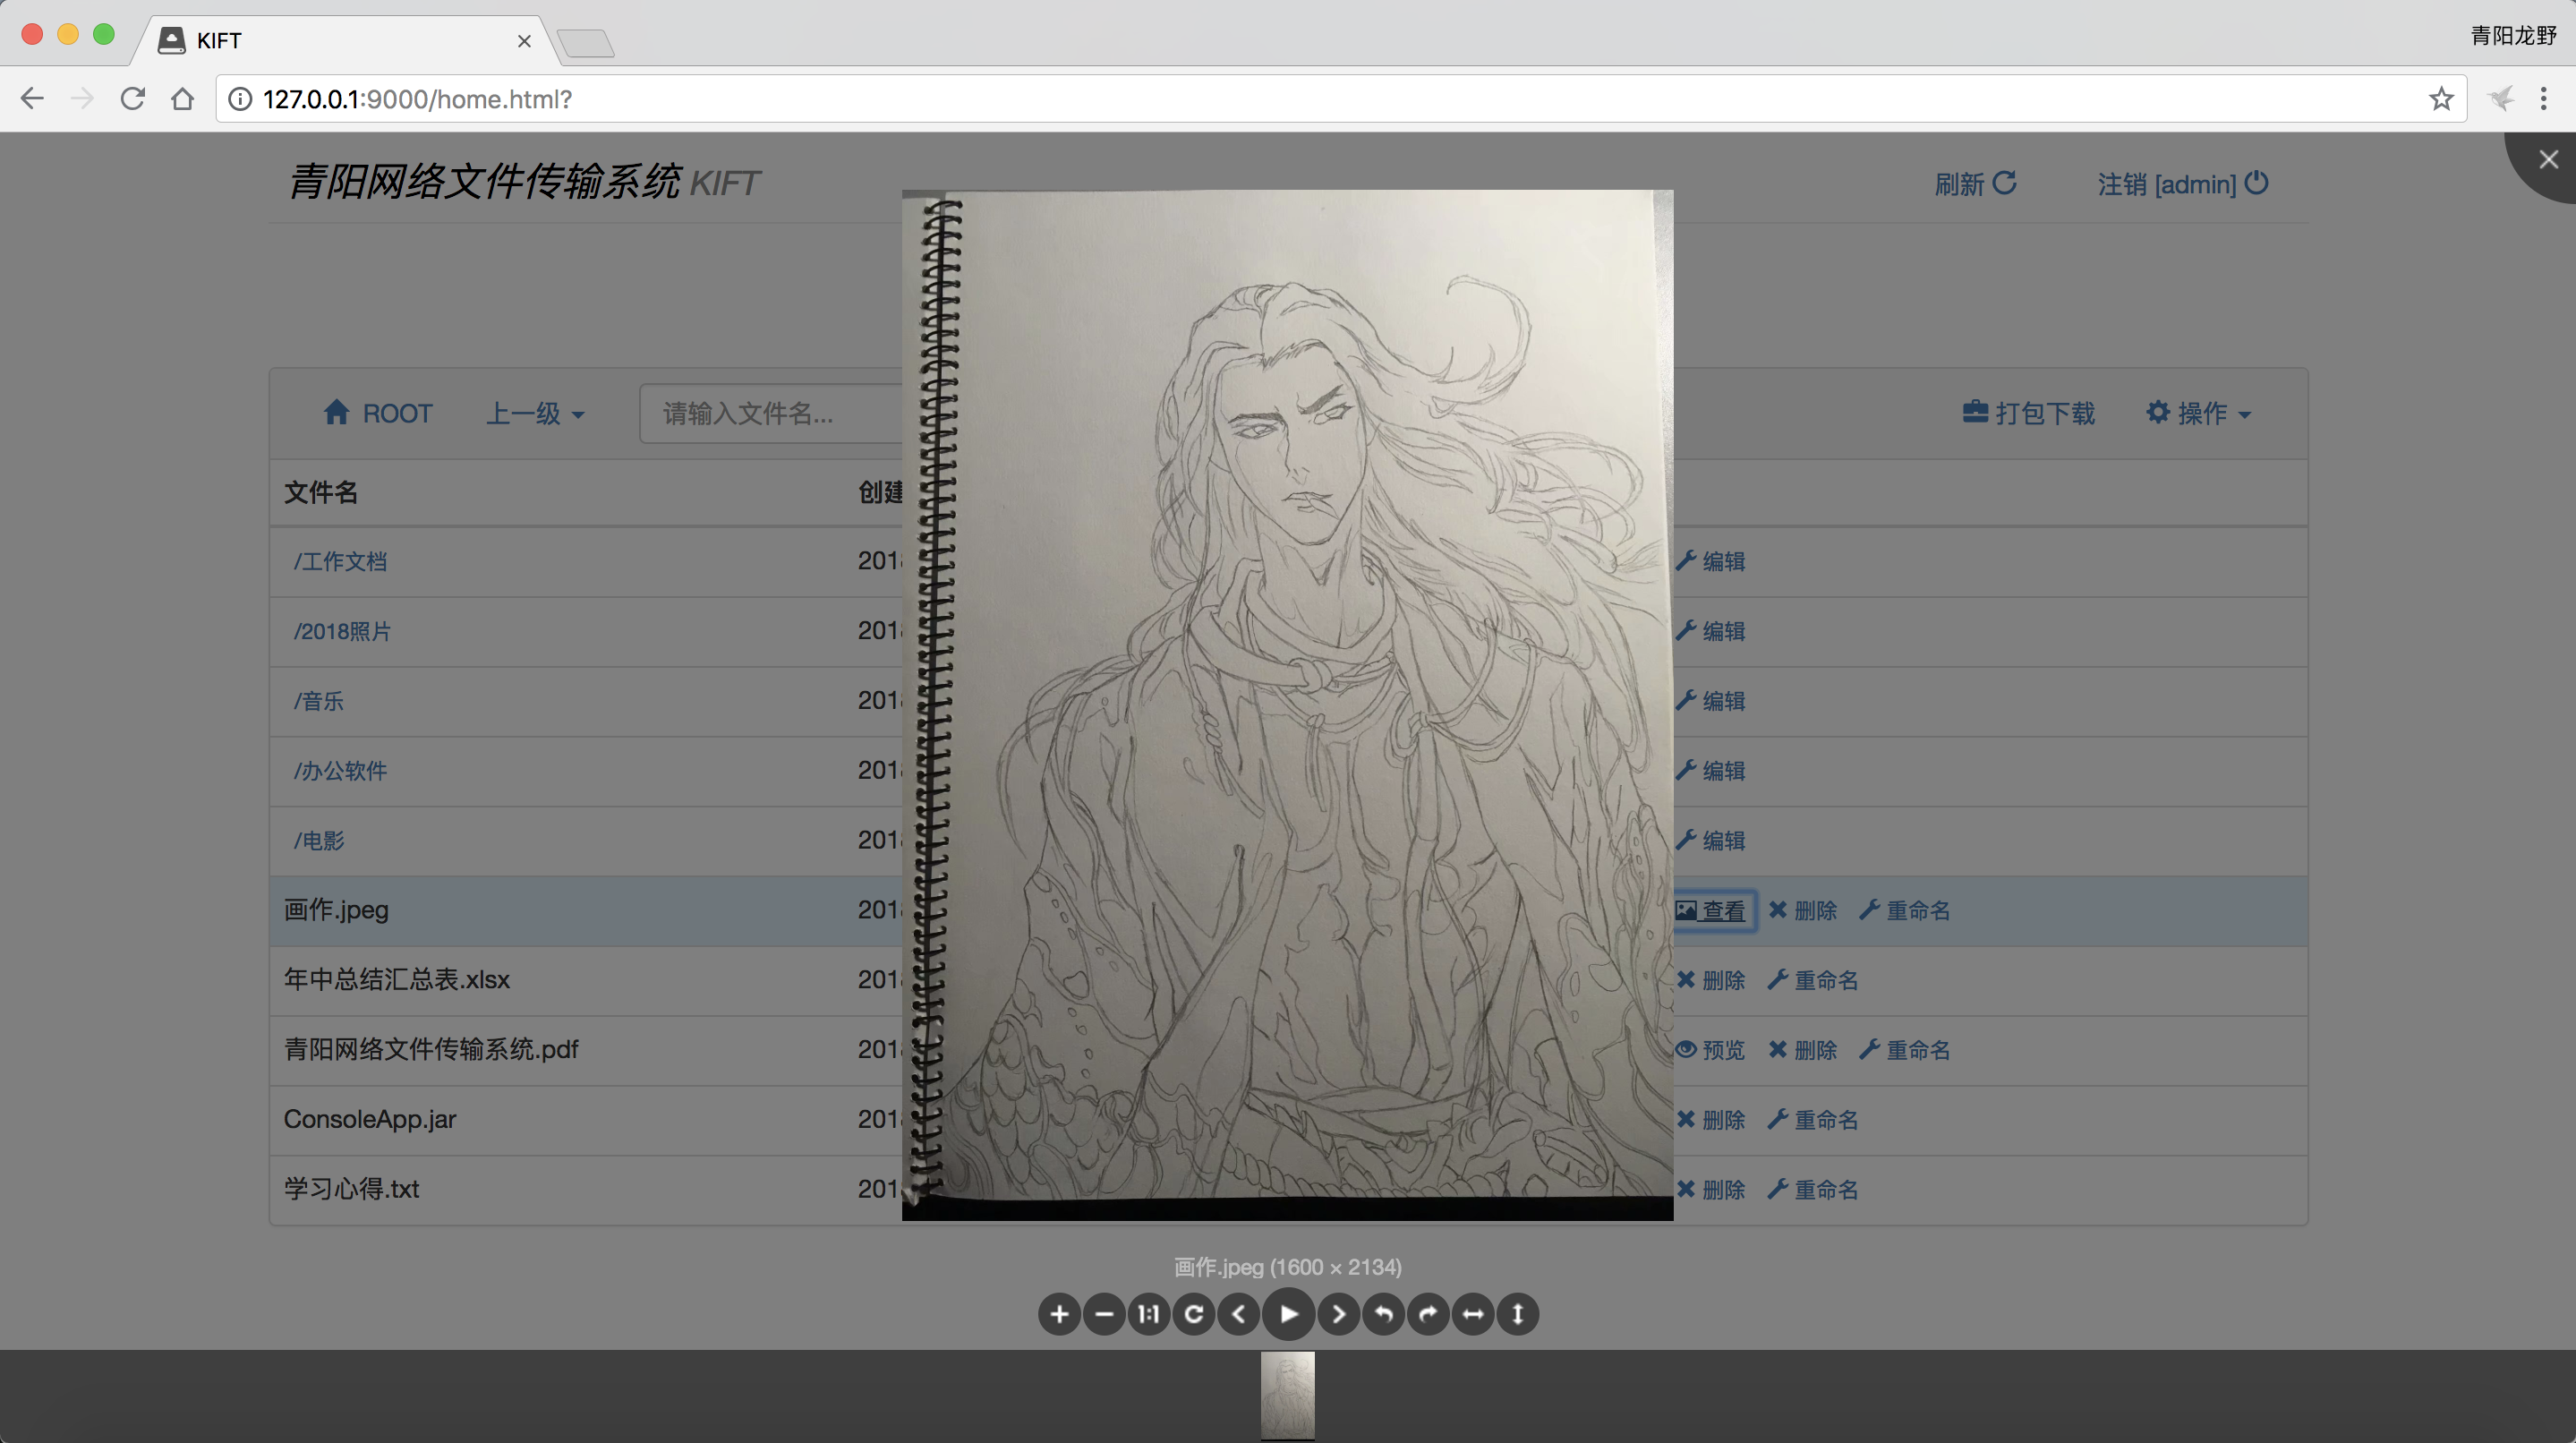 KIFT
青阳龙野
127.0.0.1:9000/home.html?
青阳网络文件传输系统 KIFT
刷新
注销 [admin]
ROOT
上一级
请输入文件名...
打包下载
操作
文件名
创建
/工作文档
201
编辑
/2018照片
201
编辑
/音乐
201
编辑
/办公软件
201
编辑
/电影
201
编辑
画作.jpeg
201
查看
删除
重命名
年中总结汇总表.xlsx
201
删除
重命名
青阳网络文件传输系统.pdf
201
预览
删除
重命名
ConsoleApp.jar
201
删除
重命名
学习心得.txt
201
删除
重命名
画作.jpeg (1600 × 2134)
1:1